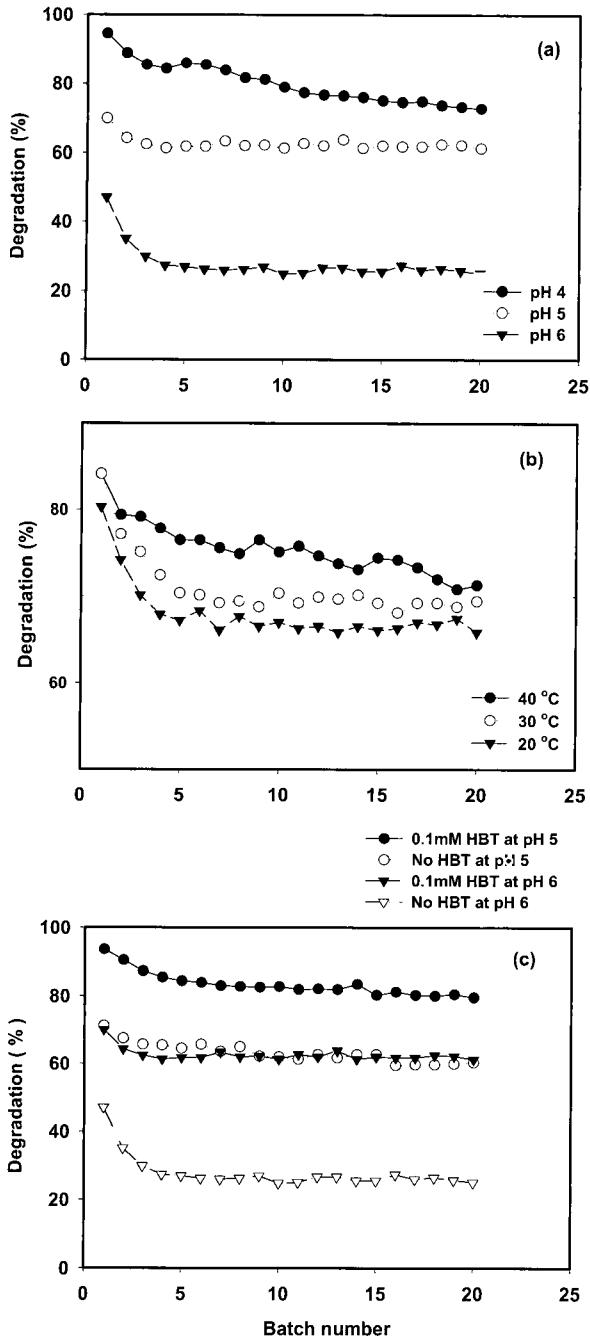 100
(a)
80
60
40
20
0
Degradation (%)
pH 4
pH 5
pH 6
0 5 10 15 20 25
(b)
80
60
Degradation (%)
40 °C
30 °C
20 °C
0 5 10 15 20 25
0.1mM HBT at pH 5
No HBT at pH 5
0.1mM HBT at pH 6
No HBT at pH 6
100
(c)
80
60
40
20
0
Degradation ( % )
0 5 10 15 20 25
Batch number